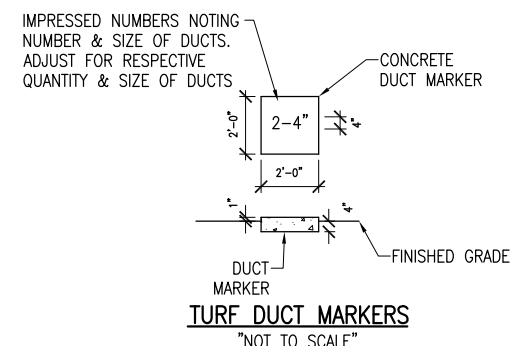 IMPRESSED NUMBERS NOTING
NUMBER & SIZE OF DUCTS.
ADJUST FOR RESPECTIVE
QUANTITY & SIZE OF DUCTS
CONCRETE
DUCT MARKER
2'-0"
2-4"
4"
2'-0"
1"
4"
FINISHED GRADE
DUCT
MARKER
TURF DUCT MARKERS
"NOT TO SCALE"